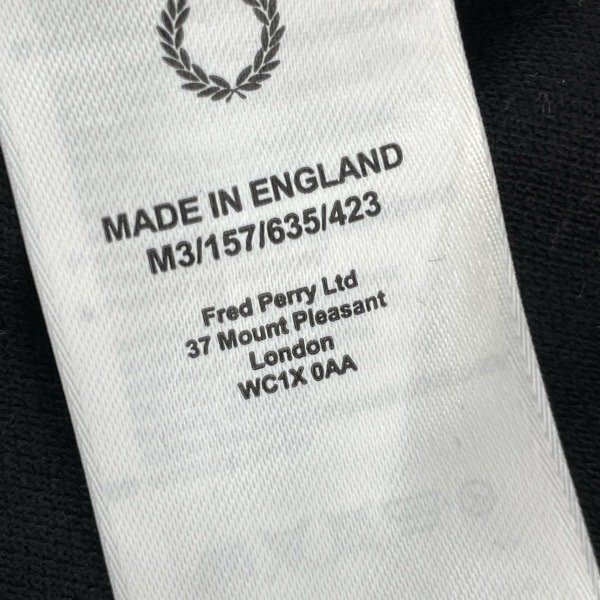 MADE IN ENGLAND
M3/157/635/423
Fred Perry Ltd
37 Mount Pleasant
London
WC1X 0AA